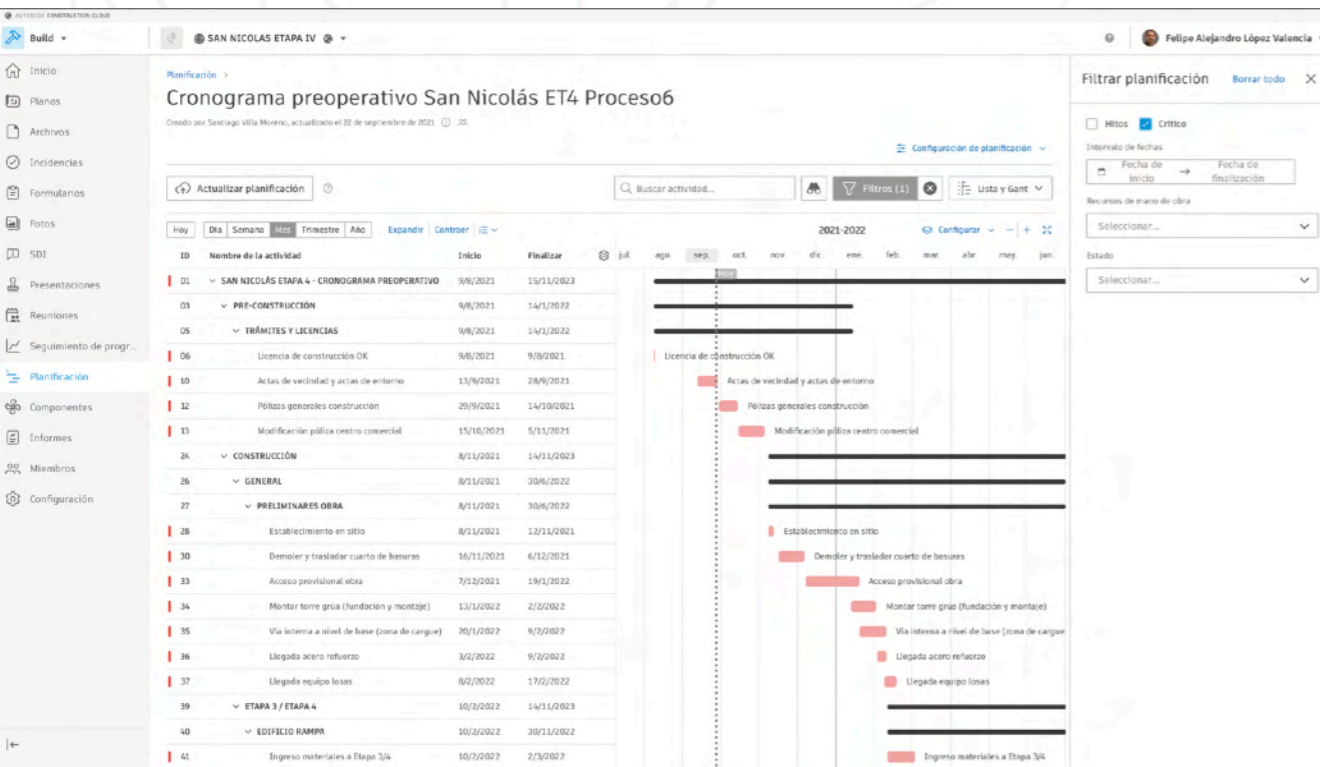 AUTODESK CONSTRUCTION CLOUD
Build
SAN NICOLAS ETAPA IV
Felipe Alejandro López Valencia
Inicio
Planos
Archivos
Incidencias
Formularios
Fotos
SDI
Presentaciones
Reuniones
Seguimiento de progr...
Planificación
Componentes
Informes
Miembros
Configuración
Planificación >
Cronograma preoperativo San Nicolás ET4 Proceso6
Creado por Santiago Villa Moreno, actualizado el 22 de septiembre de 2021
Configuración de planificación
Actualizar planificación
Buscar actividad...
Filtros (1)
Lista y Gant
Hoy Día Semana Mes Trimestre Año Expandir Contraer 2021-2022 Configurar
ID Nombre de la actividad Inicio Finalizar jul. ago. sep. oct. nov. dic. ene. feb. mar. abr. may. jun.
Hoy
01 SAN NICOLÁS ETAPA 4 - CRONOGRAMA PREOPERATIVO 9/8/2021 15/11/2023
03 PRE-CONSTRUCCIÓN 9/8/2021 14/1/2022
05 TRÁMITES Y LICENCIAS 9/8/2021 14/1/2022
06 Licencia de construcción OK 9/8/2021 9/8/2021 Licencia de construcción OK
10 Actas de vecindad y actas de entorno 13/9/2021 28/9/2021 Actas de vecindad y actas de entorno
12 Pólizas generales construcción 29/9/2021 14/10/2021 Pólizas generales construcción
13 Modificación póliza centro comercial 15/10/2021 5/11/2021 Modificación póliza centro comercial
24 CONSTRUCCIÓN 8/11/2021 14/11/2023
26 GENERAL 8/11/2021 30/6/2022
27 PRELIMINARES OBRA 8/11/2021 30/6/2022
28 Establecimiento en sitio 8/11/2021 12/11/2021 Establecimiento en sitio
30 Demoler y trasladar cuarto de basuras 16/11/2021 6/12/2021 Demoler y trasladar cuarto de basuras
33 Acceso provisional obra 7/12/2021 19/1/2022 Acceso provisional obra
34 Montar torre grúa (fundación y montaje) 13/1/2022 2/2/2022 Montar torre grúa (fundación y montaje)
35 Vía interna a nivel de base (zona de cargue) 20/1/2022 9/2/2022 Vía interna a nivel de base (zona de cargue
36 Llegada acero refuerzo 3/2/2022 9/2/2022 Llegada acero refuerzo
37 Llegada equipo losas 8/2/2022 17/2/2022 Llegada equipo losas
39 ETAPA 3 / ETAPA 4 10/2/2022 14/11/2023
40 EDIFICIO RAMPA 10/2/2022 30/11/2022
41 Ingreso materiales a Etapa 3/4 10/2/2022 2/3/2022 Ingreso materiales a Etapa 3/4
Filtrar planificación Borrar todo
Hitos Crítico
Intervalo de fechas
Fecha de inicio → Fecha de finalización
Recursos de mano de obra
Seleccionar...
Estado
Seleccionar...